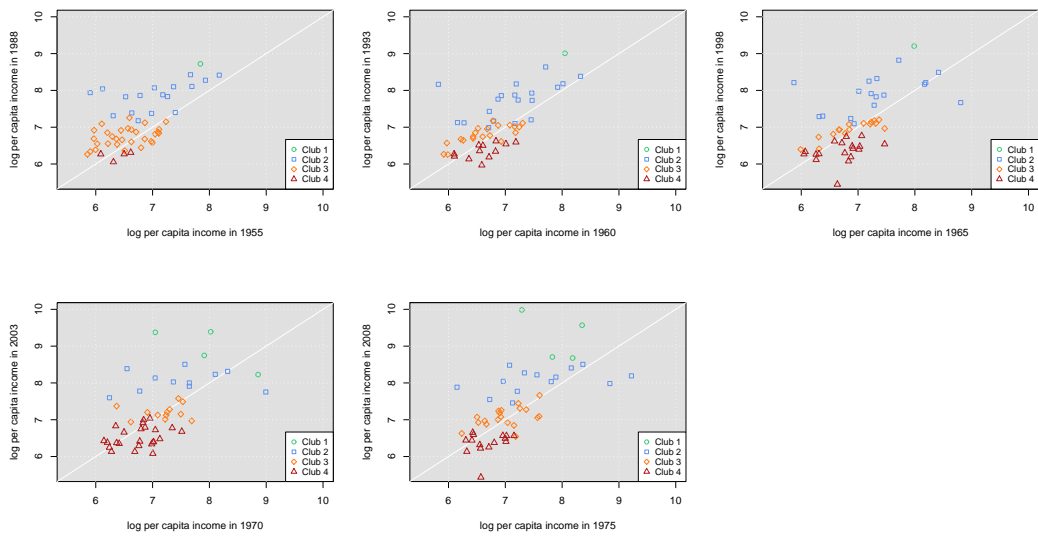 log per capita income in 1988
10
9
8
7
6
6
7
8
9
10
log per capita income in 1955
Club 1
Club 2
Club 3
Club 4
log per capita income in 1993
10
9
8
7
6
6
7
8
9
10
log per capita income in 1960
Club 1
Club 2
Club 3
Club 4
log per capita income in 1998
10
9
8
7
6
6
7
8
9
10
log per capita income in 1965
Club 1
Club 2
Club 3
Club 4
log per capita income in 2003
10
9
8
7
6
6
7
8
9
10
log per capita income in 1970
Club 1
Club 2
Club 3
Club 4
log per capita income in 2008
10
9
8
7
6
6
7
8
9
10
log per capita income in 1975
Club 1
Club 2
Club 3
Club 4